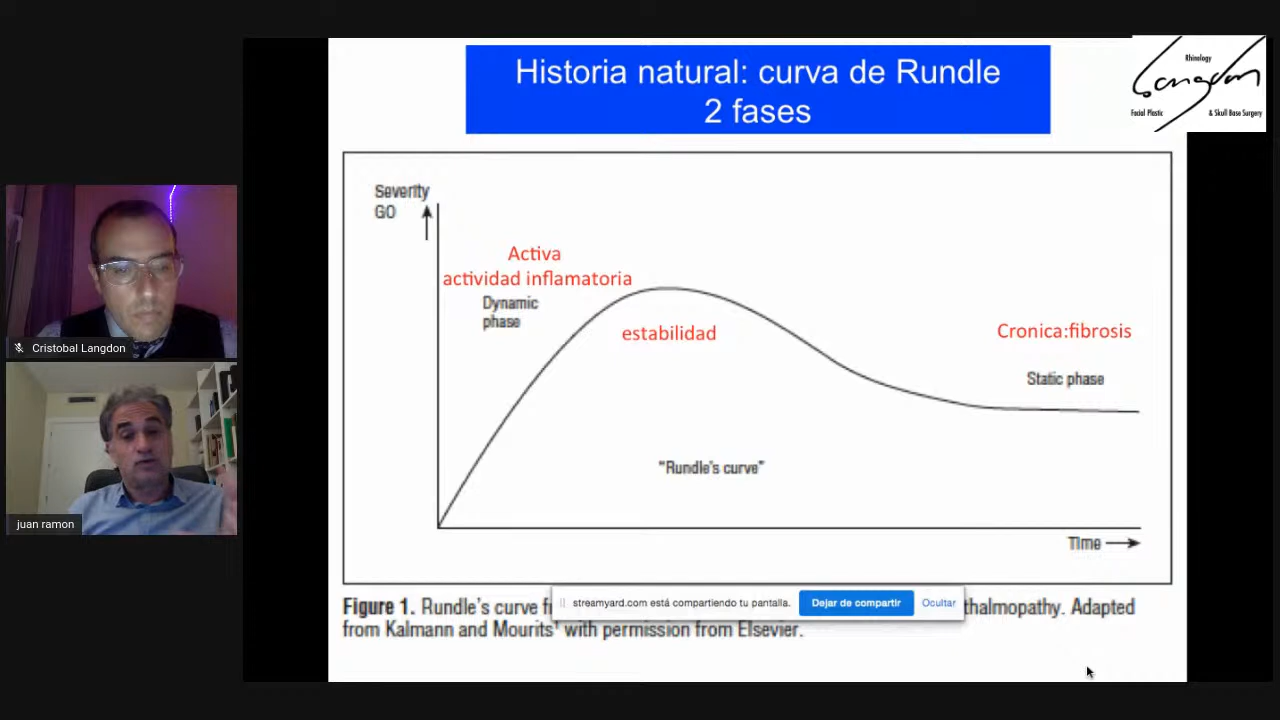 Historia natural: curva de Rundle
2 fases
Rhinology
Langdon
Facial Plastic
& Skull Base Surgery
Severity
GO
Activa
actividad inflamatoria
Dynamic
phase
estabilidad
Cronica:fibrosis
Static phase
"Rundle's curve"
Time
Cristobal Langdon
juan ramon
streamyard.com está compartiendo tu pantalla.
Dejar de compartir
Ocultar
Figure 1. Rundle's curve thalmopathy. Adapted
from Kalmann and Mourits¹ with permission from Elsevier.